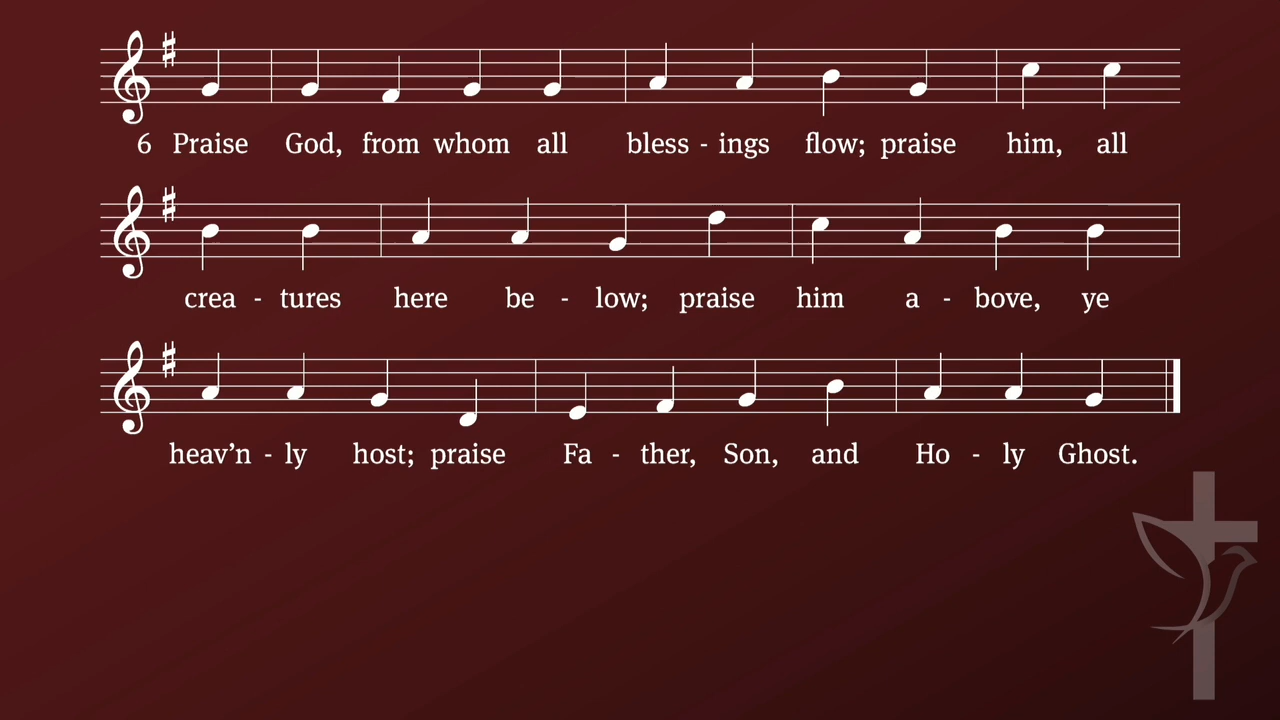 6 Praise God, from whom all bless - ings flow; praise him, all
crea - tures here be - low; praise him a - bove, ye
heav’n - ly host; praise Fa - ther, Son, and Ho - ly Ghost.